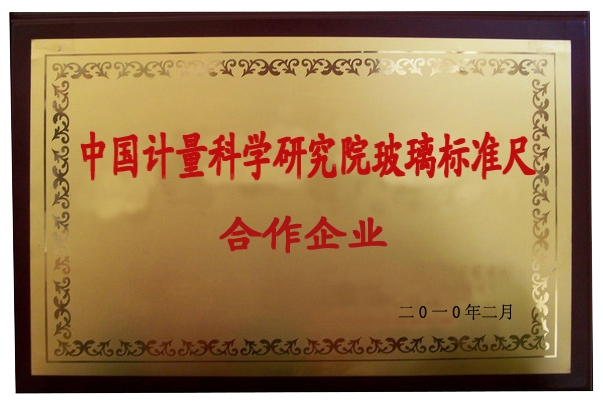 中国计量科学研究院玻璃标准尺
合作企业
二0一0年二月